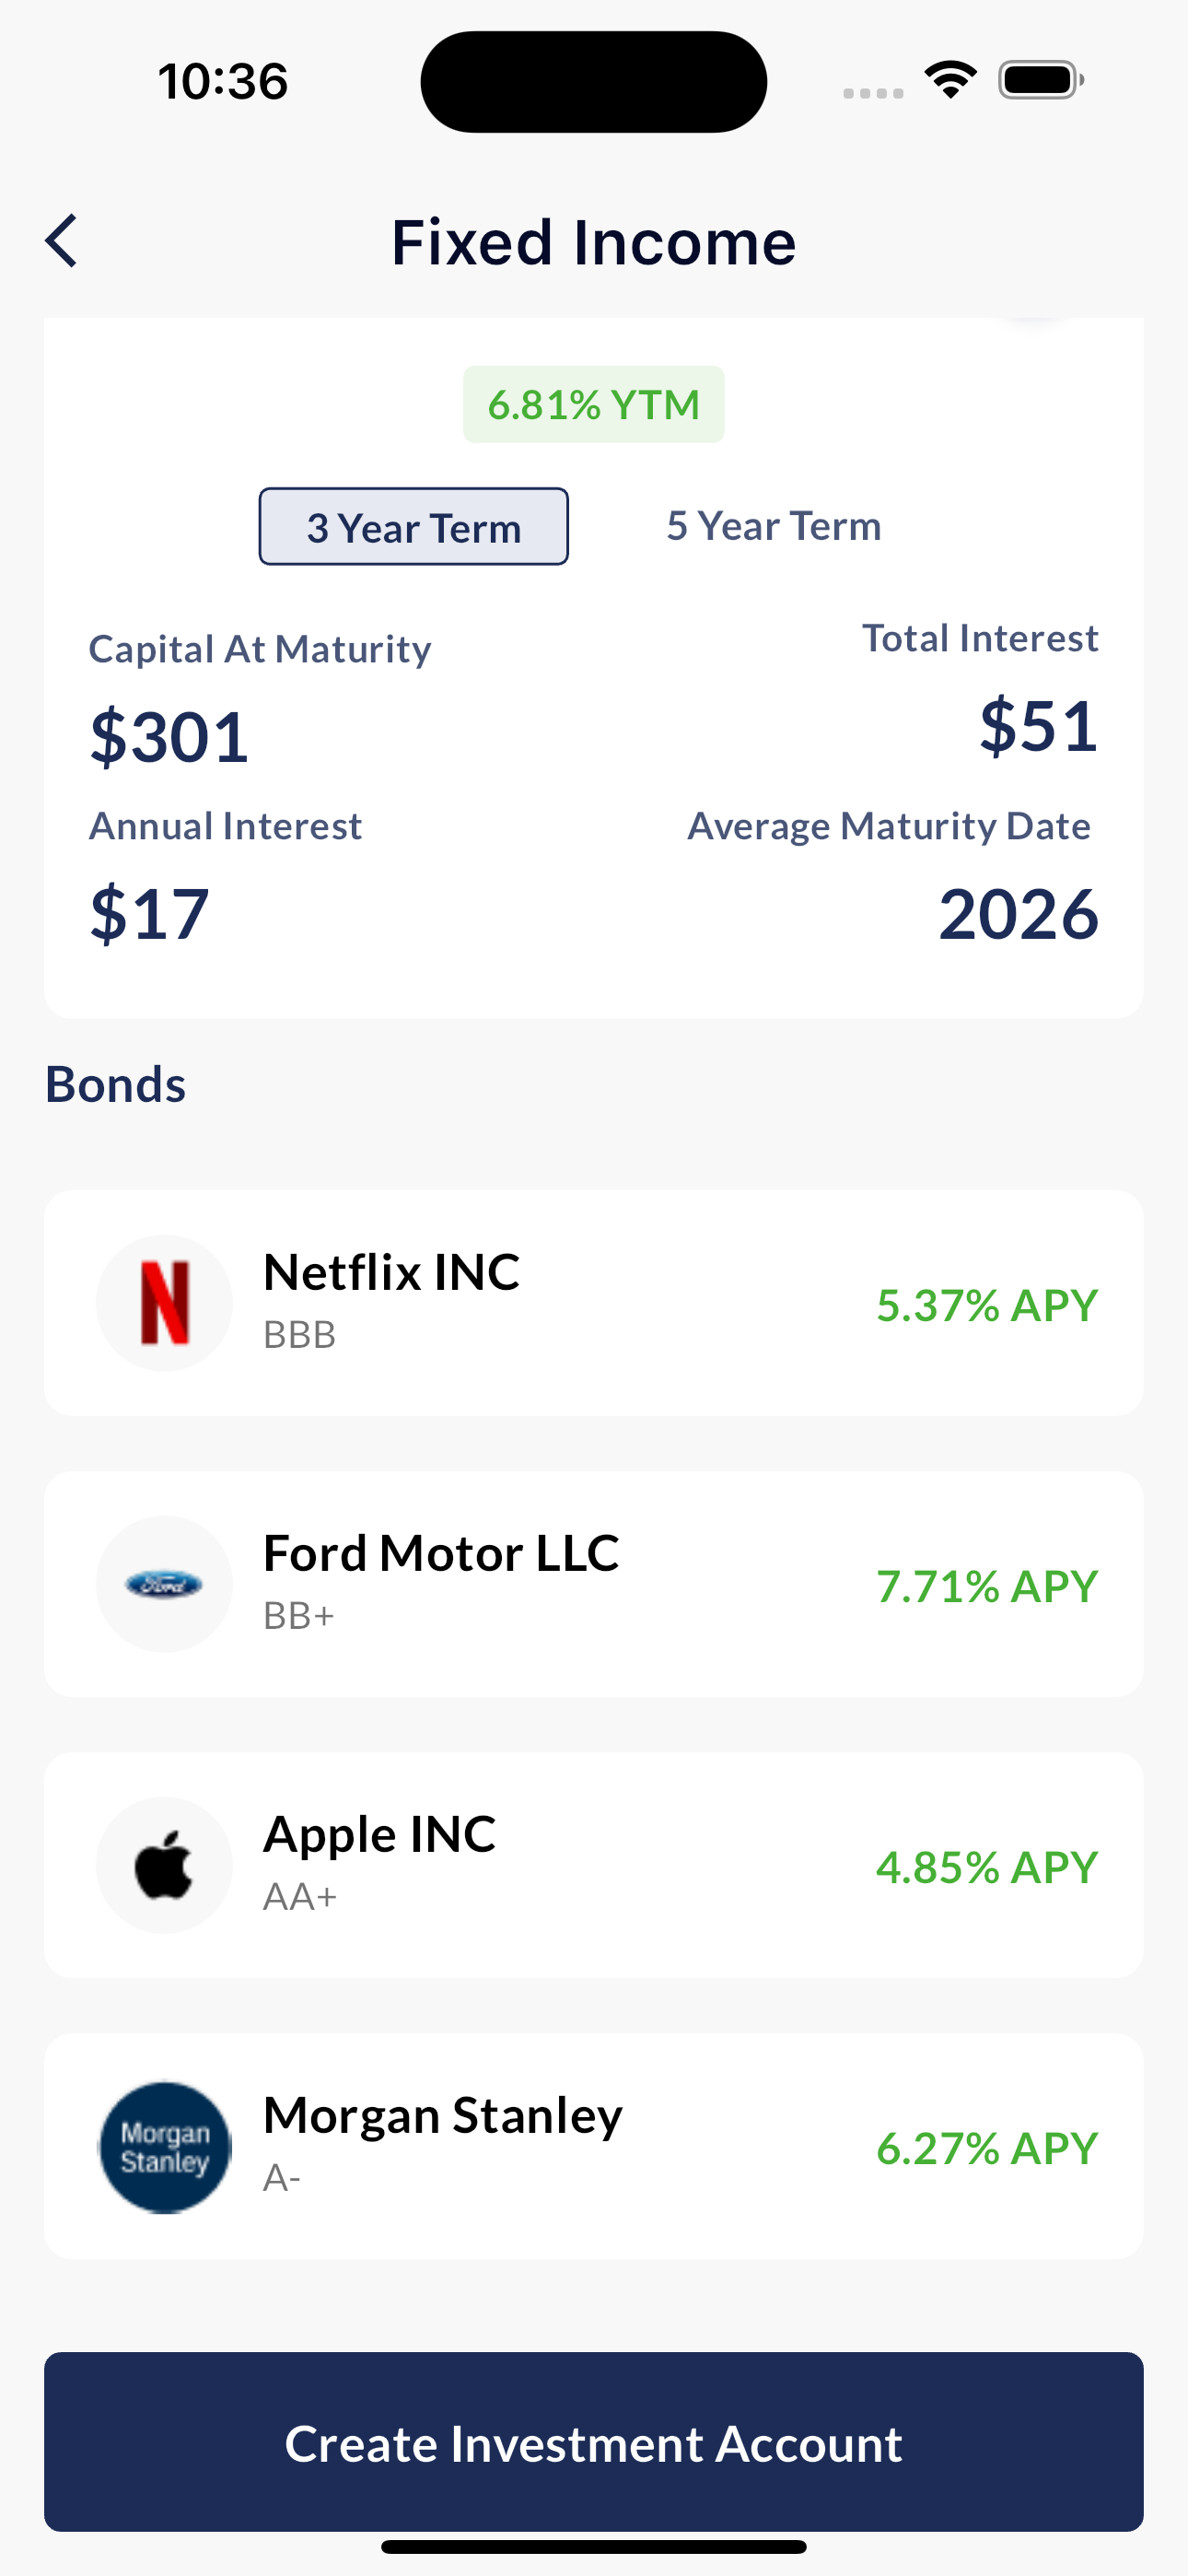 10:36
Fixed Income
6.81% YTM
3 Year Term
5 Year Term
Capital At Maturity
Total Interest
$301
$51
Annual Interest
Average Maturity Date
$17
2026
Bonds
Netflix INC
BBB
5.37% APY
Ford
Ford Motor LLC
BB+
7.71% APY
Apple INC
AA+
4.85% APY
Morgan
Stanley
Morgan Stanley
A-
6.27% APY
Create Investment Account